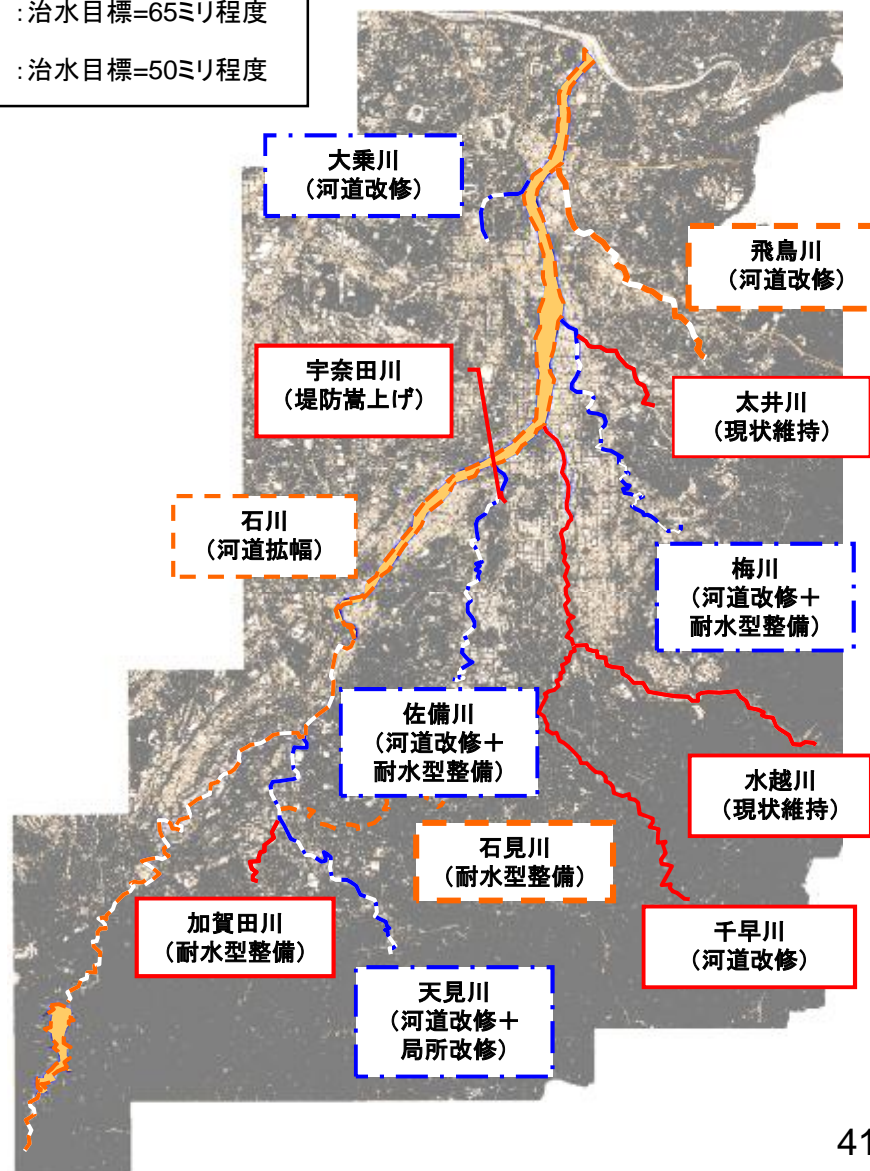 :治水目標=65ミリ程度
:治水目標=50ミリ程度
大乗川
(河道改修)
飛鳥川
(河道改修)
宇奈田川
(堤防嵩上げ)
太井川
(現状維持)
石川
(河道拡幅)
梅川
(河道改修+
耐水型整備)
佐備川
(河道改修+
耐水型整備)
水越川
(現状維持)
石見川
(耐水型整備)
加賀田川
(耐水型整備)
千早川
(河道改修)
天見川
(河道改修+
局所改修)
41